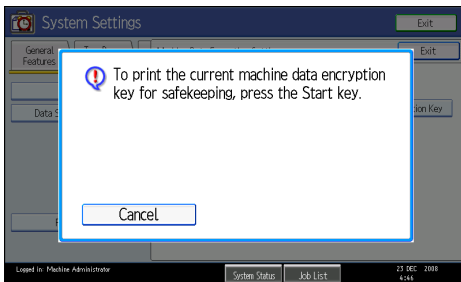 System Settings
Exit
General
Features
Exit
To print the current machine data encryption
key for safekeeping, press the Start key.
Data S
ion Key
Cancel
Logged in: Machine Administrator
System Status
Job List
23 DEC 2008
4:46